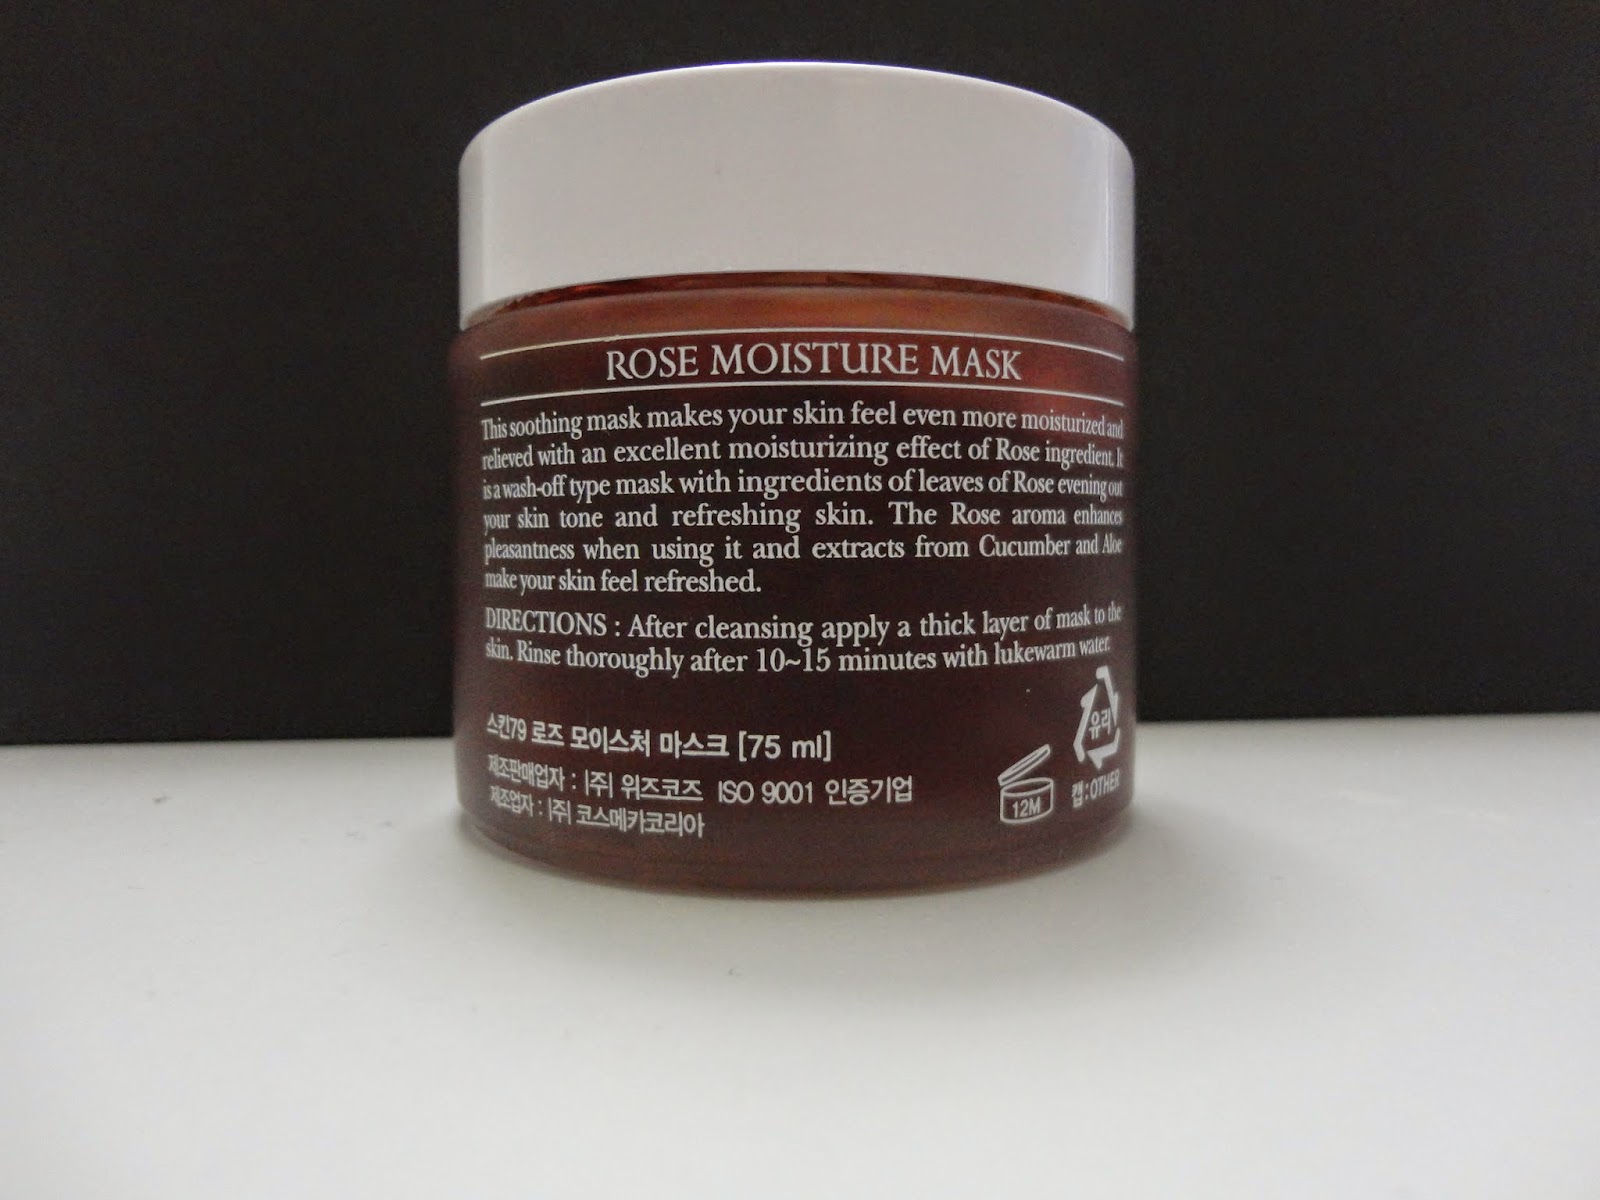 ROSE MOISTURE MASK
This soothing mask makes your skin feel even more moisturized and
relieved with an excellent moisturizing effect of Rose ingredient. It
is a wash-off type mask with ingredients of leaves of Rose evening out
your skin tone and refreshing skin. The Rose aroma enhances
pleasantness when using it and extracts from Cucumber and Aloe
make your skin feel refreshed.
DIRECTIONS : After cleansing apply a thick layer of mask to the
skin. Rinse thoroughly after 10~15 minutes with lukewarm water.
스킨79 로즈 모이스처 마스크 [75 ml]
제조판매업자 : |주| 위즈코즈 ISO 9001 인증기업
제조업자 : |주| 코스메카코리아
12M
유리
캡:OTHER